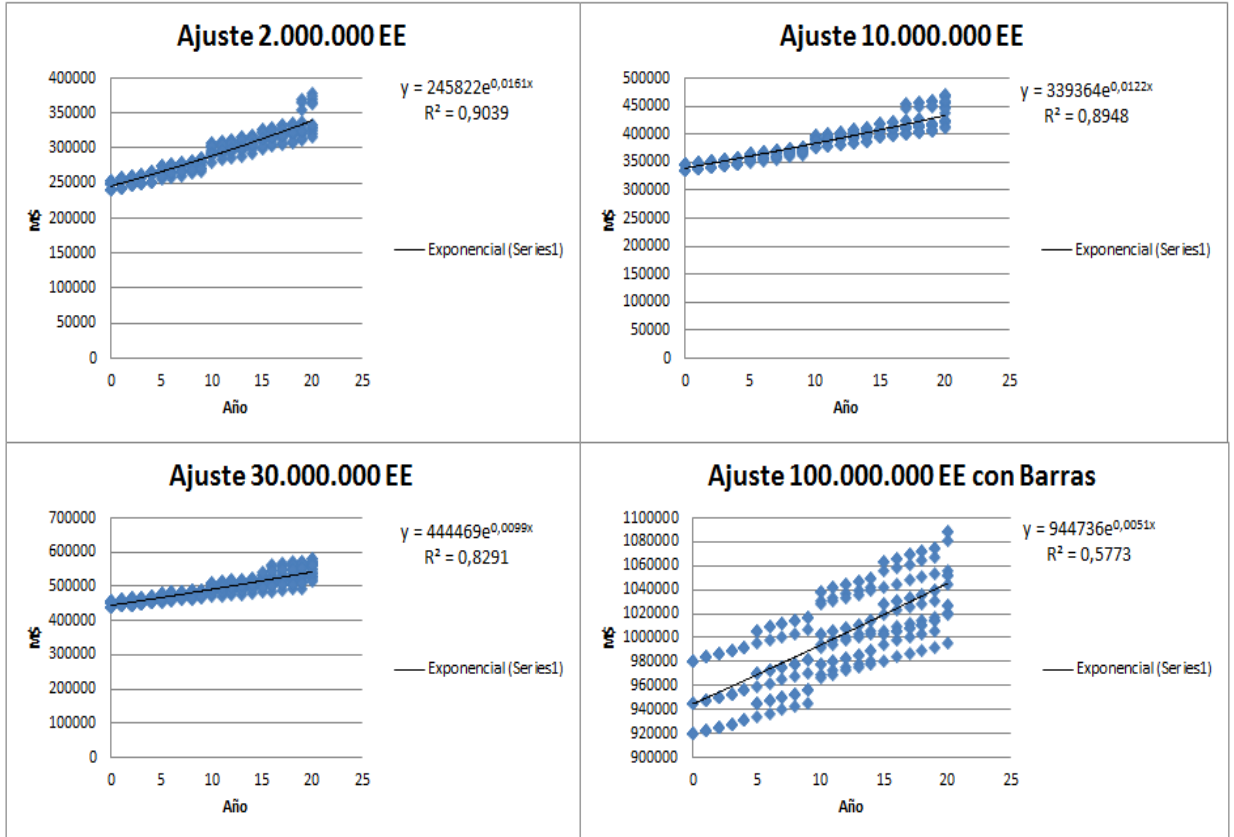 Ajuste 2.000.000 EE
y = 245822e^0,0161x
R² = 0,9039
400000
350000
300000
250000
200000
150000
100000
50000
0
M$
0 5 10 15 20 25
Año
Exponencial (Series1)
Ajuste 10.000.000 EE
y = 339364e^0,0122x
R² = 0,8948
500000
450000
400000
350000
300000
250000
200000
150000
100000
50000
0
M$
0 5 10 15 20 25
Año
Exponencial (Series1)
Ajuste 30.000.000 EE
y = 444469e^0,0099x
R² = 0,8291
700000
600000
500000
400000
300000
200000
100000
0
M$
0 5 10 15 20 25
Año
Exponencial (Series1)
Ajuste 100.000.000 EE con Barras
y = 944736e^0,0051x
R² = 0,5773
1100000
1080000
1060000
1040000
1020000
1000000
980000
960000
940000
920000
900000
M$
0 5 10 15 20 25
Año
Exponencial (Series1)